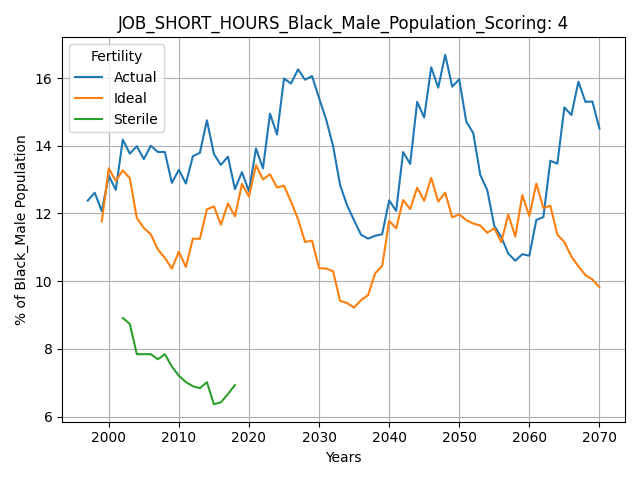 JOB_SHORT_HOURS_Black_Male_Population_Scoring: 4
Fertility
Actual
Ideal
Sterile
% of Black_Male Population
16
14
12
10
8
6
2000 2010 2020 2030 2040 2050 2060 2070
Years